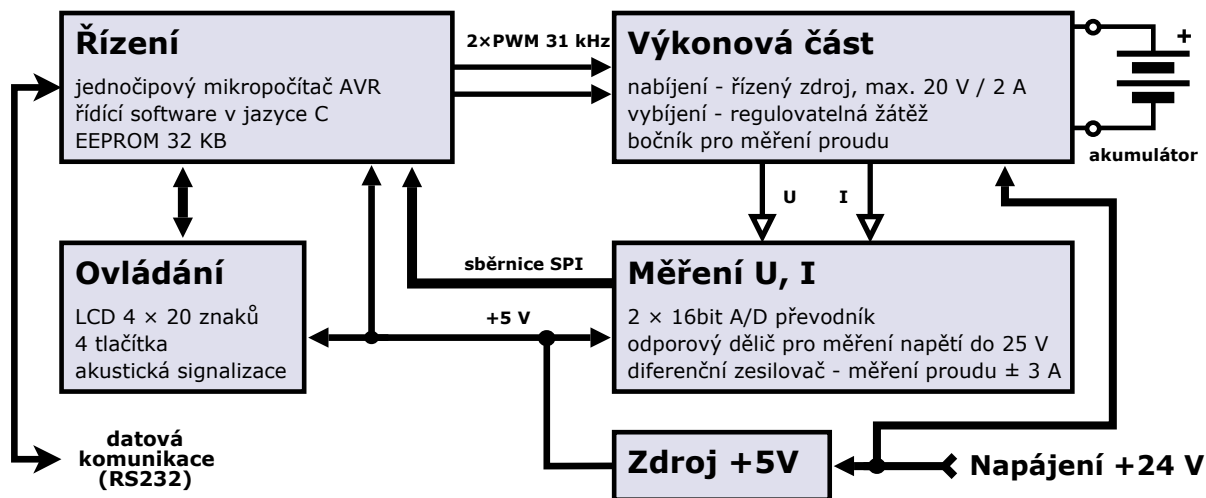 Řízení
jednočipový mikropočítač AVR
řídící software v jazyce C
EEPROM 32 KB
2×PWM 31 kHz
Výkonová část
nabíjení - řízený zdroj, max. 20 V / 2 A
vybíjení - regulovatelná žátěž
bočník pro měření proudu
+
akumulátor
U
I
Ovládání
LCD 4 × 20 znaků
4 tlačítka
akustická signalizace
sběrnice SPI
+5 V
Měření U, I
2 × 16bit A/D převodník
odporový dělič pro měření napětí do 25 V
diferenční zesilovač - měření proudu ± 3 A
datová
komunikace
(RS232)
Zdroj +5V
Napájení +24 V